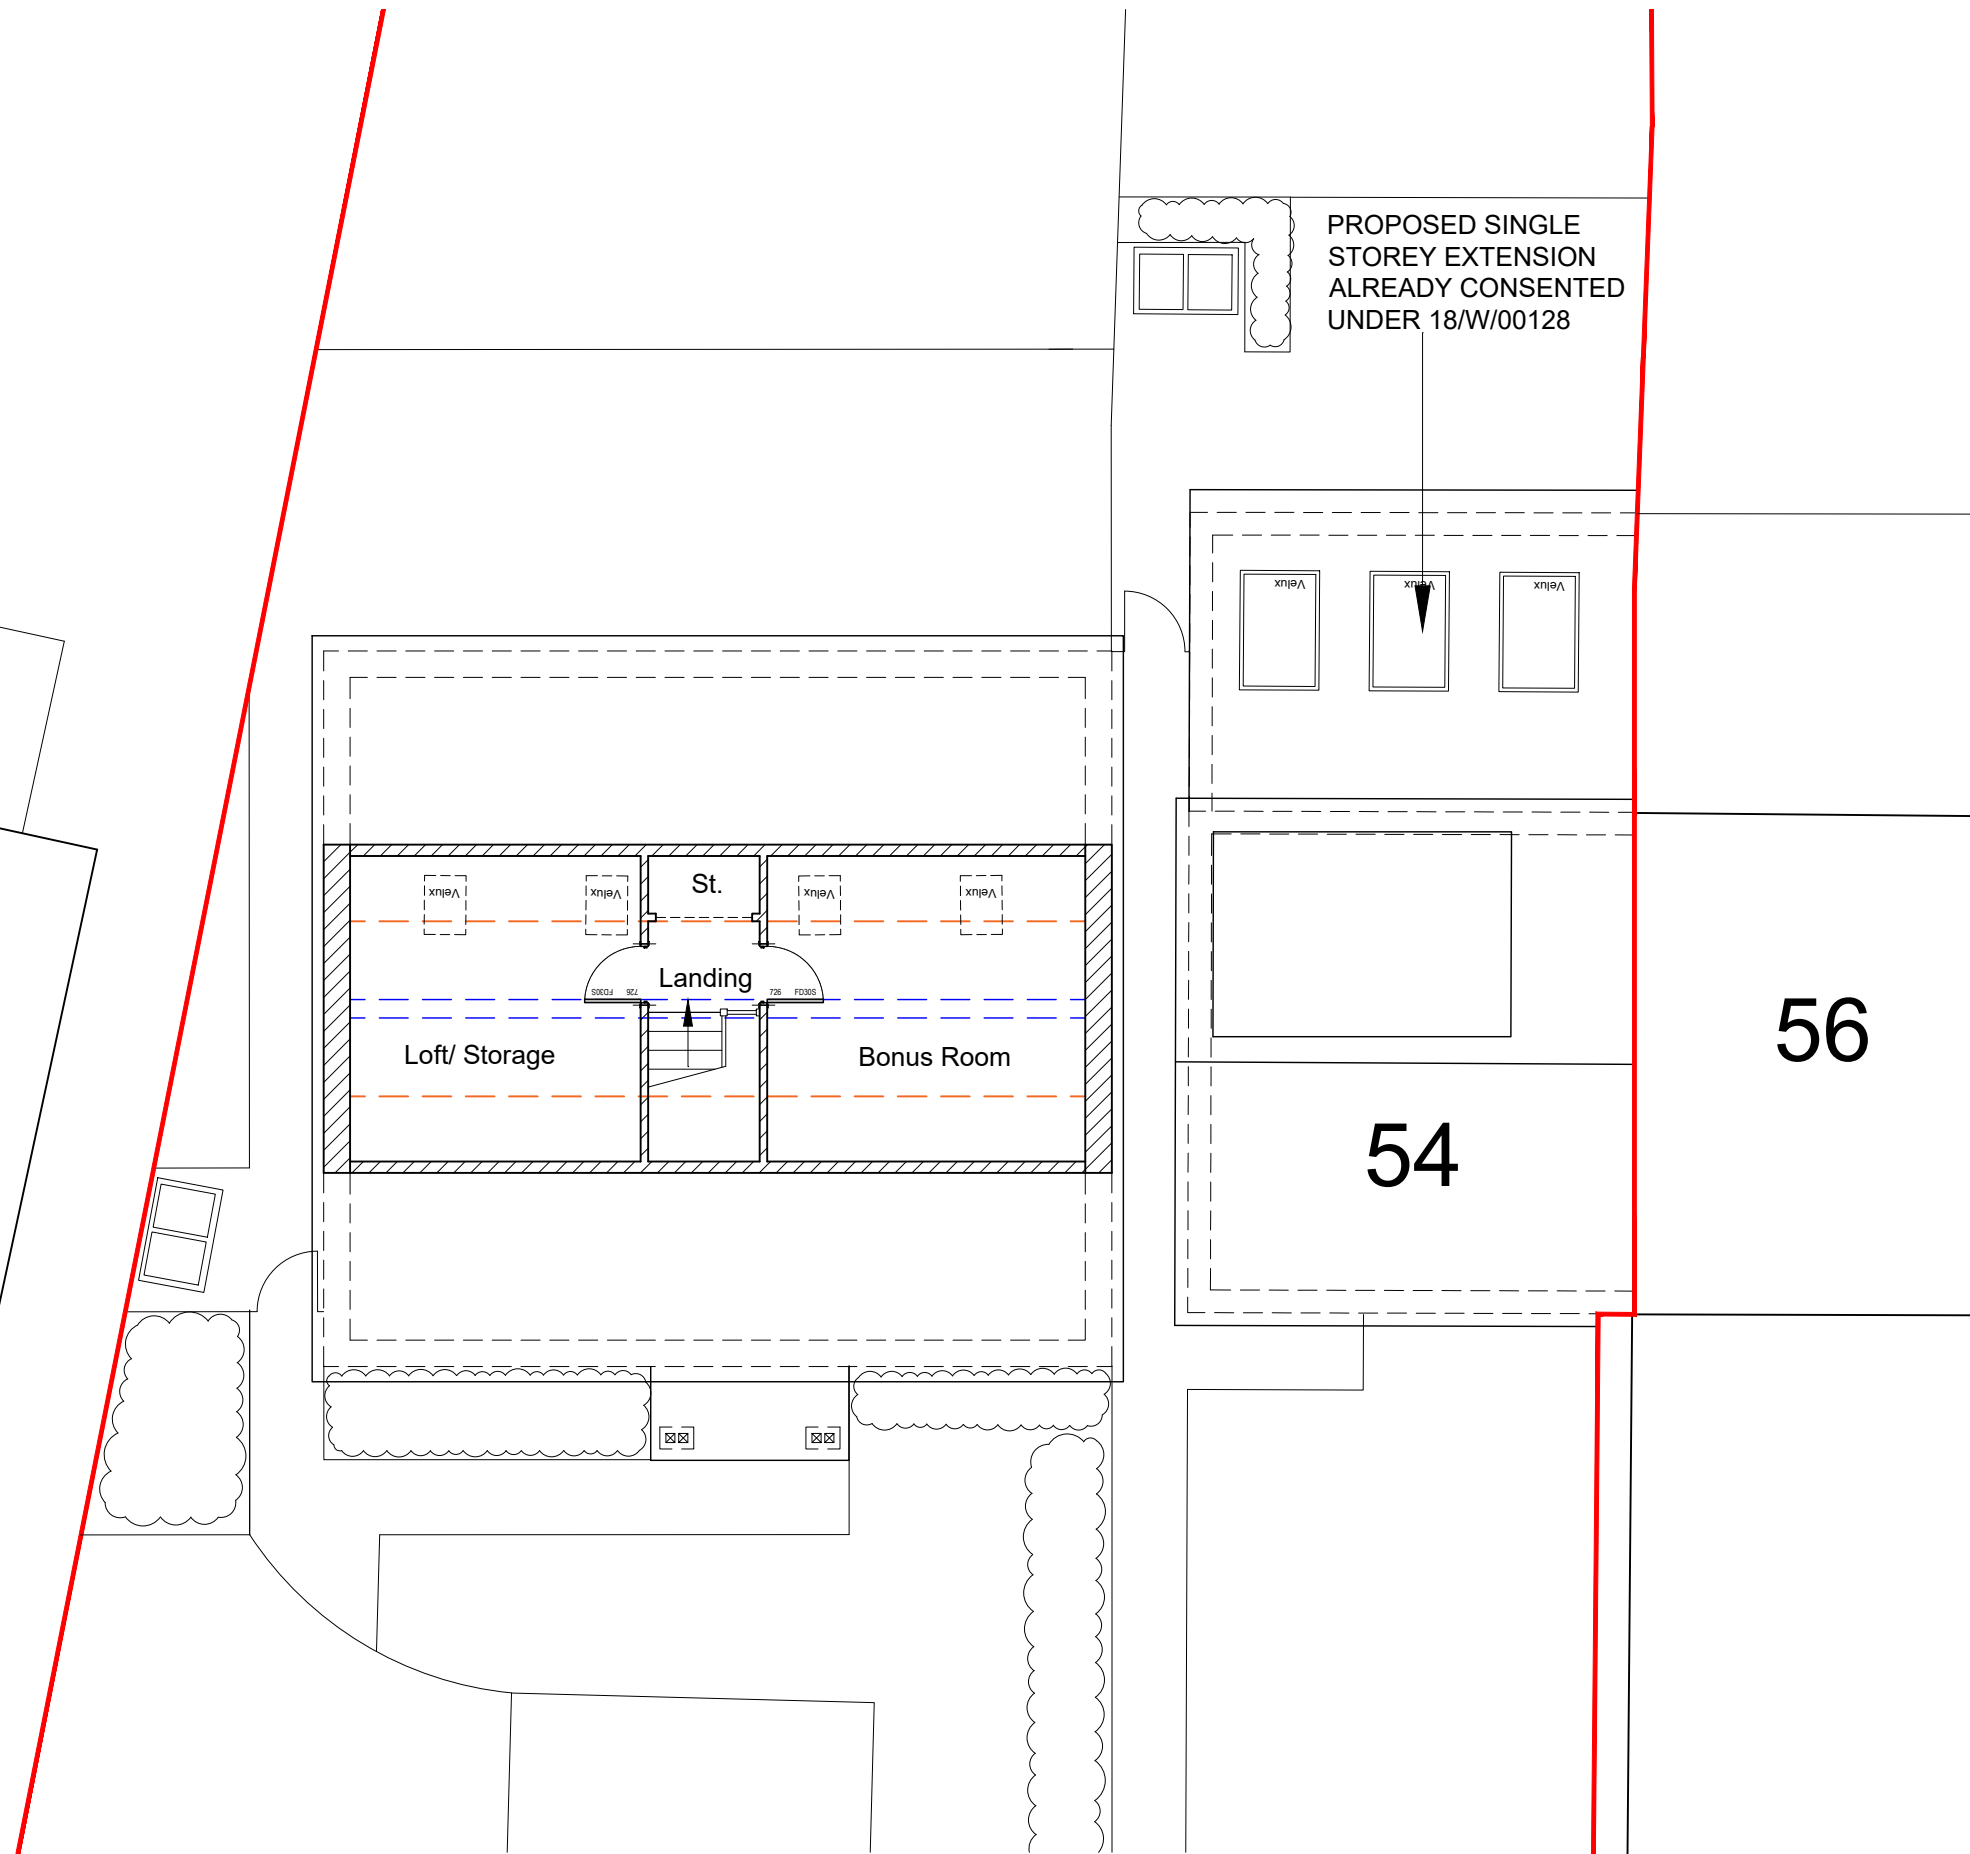 PROPOSED SINGLE
STOREY EXTENSION
ALREADY CONSENTED
UNDER 18/W/00128
Velux
Velux
Velux
Velux
Velux
St.
Velux
Velux
Landing
FD30S 726
726 FD30S
Loft/ Storage
Bonus Room
56
54